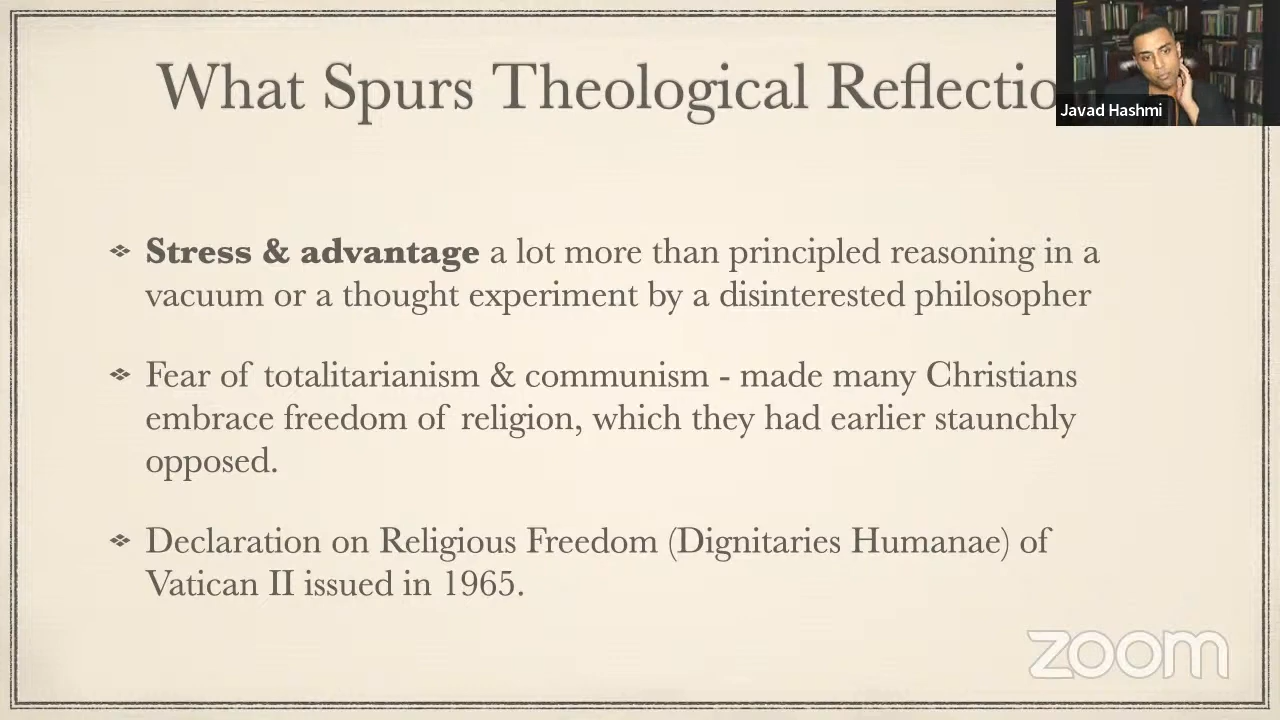 What Spurs Theological Reflectio
Javad Hashmi
Stress & advantage a lot more than principled reasoning in a
vacuum or a thought experiment by a disinterested philosopher
Fear of totalitarianism & communism - made many Christians
embrace freedom of religion, which they had earlier staunchly
opposed.
Declaration on Religious Freedom (Dignitaries Humanae) of
Vatican II issued in 1965.
zoom